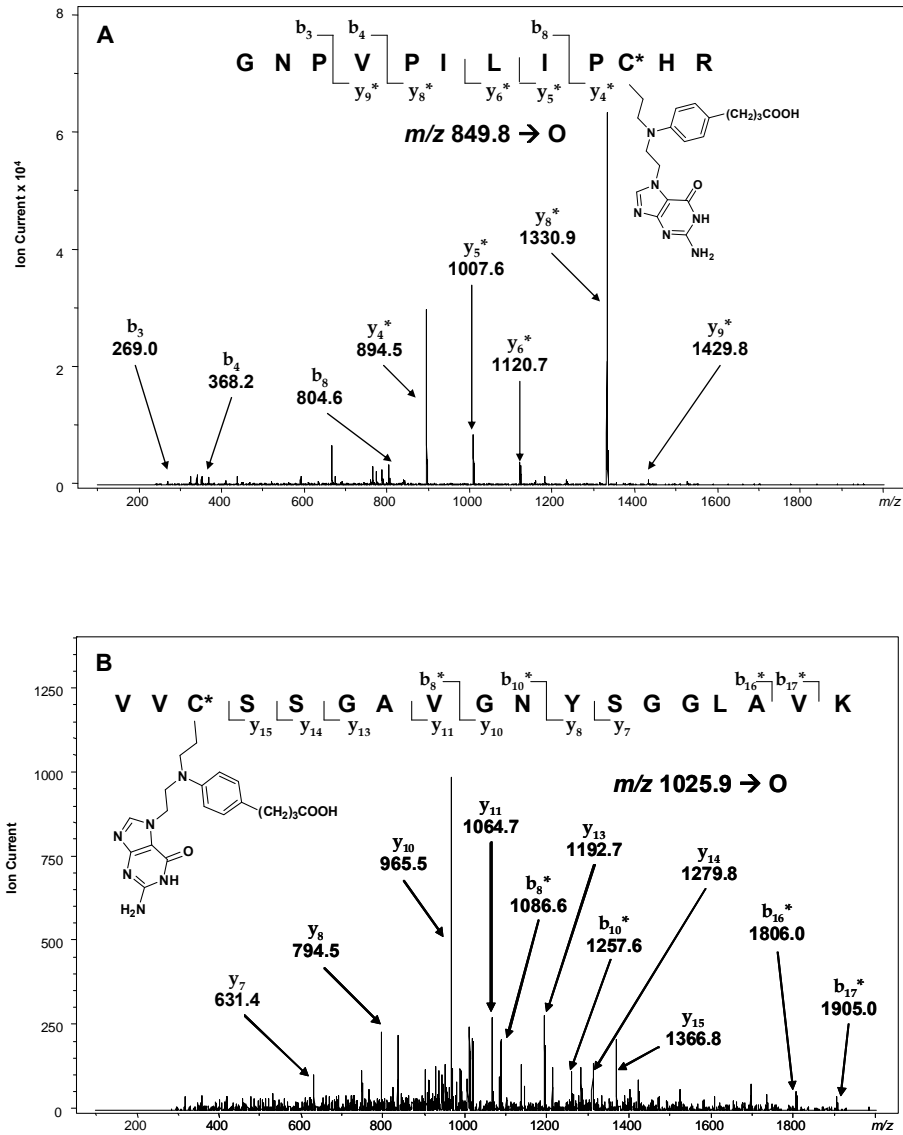 A
b3 b4 b8
G N P V P I L I P C* H R
y9* y8* y6* y5* y4*
m/z 849.8 → O
N
(CH2)3COOH
N
N
O
N
NH
NH2
Ion Current x 10⁴
8
6
4
2
0
b3
269.0
b4
368.2
b8
804.6
y4*
894.5
y5*
1007.6
y6*
1120.7
y8*
1330.9
y9*
1429.8
200 400 600 800 1000 1200 1400 1600 1800 m/z
B
b8* b10* b16* b17*
V V C* S S G A V G N Y S G G L A V K
y15 y14 y13 y11 y10 y8 y7
N
(CH2)3COOH
N
N
O
N
NH
H2N
m/z 1025.9 → O
Ion Current
1250
1000
750
500
250
0
y7
631.4
y8
794.5
y10
965.5
y11
1064.7
b8*
1086.6
y13
1192.7
b10*
1257.6
y14
1279.8
y15
1366.8
b16*
1806.0
b17*
1905.0
200 400 600 800 1000 1200 1400 1600 1800 m/z